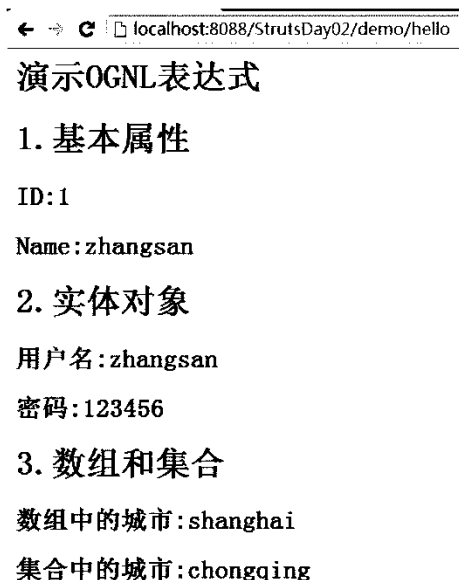 localhost:8088/StrutsDay02/demo/hello
演示OGNL表达式
1.基本属性
ID:1
Name:zhangsan
2.实体对象
用户名:zhangsan
密码:123456
3.数组和集合
数组中的城市:shanghai
集合中的城市:chongqing